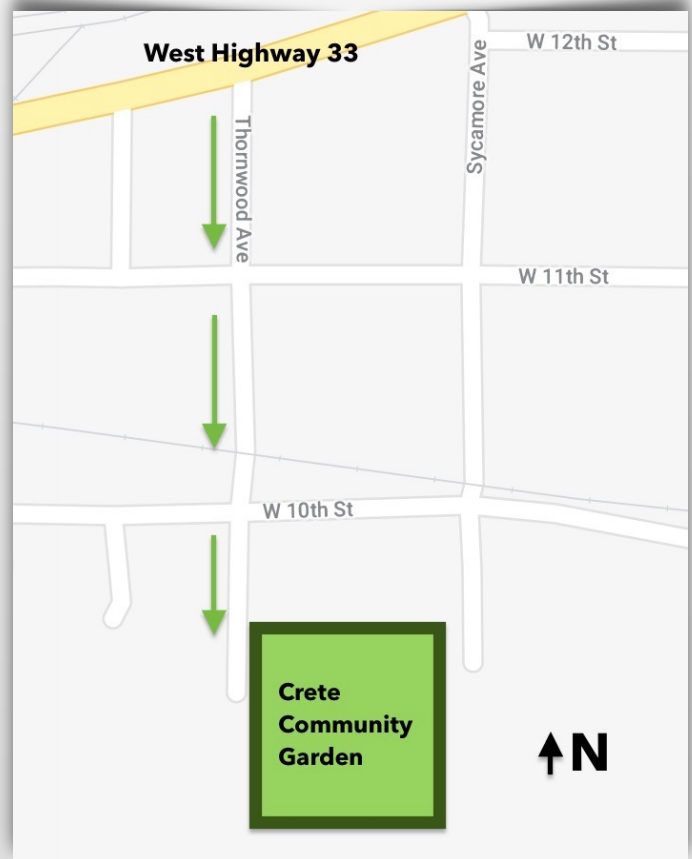 West Highway 33
W 12th St
Sycamore Ave
Thornwood Ave
W 11th St
W 10th St
Crete
Community
Garden
N